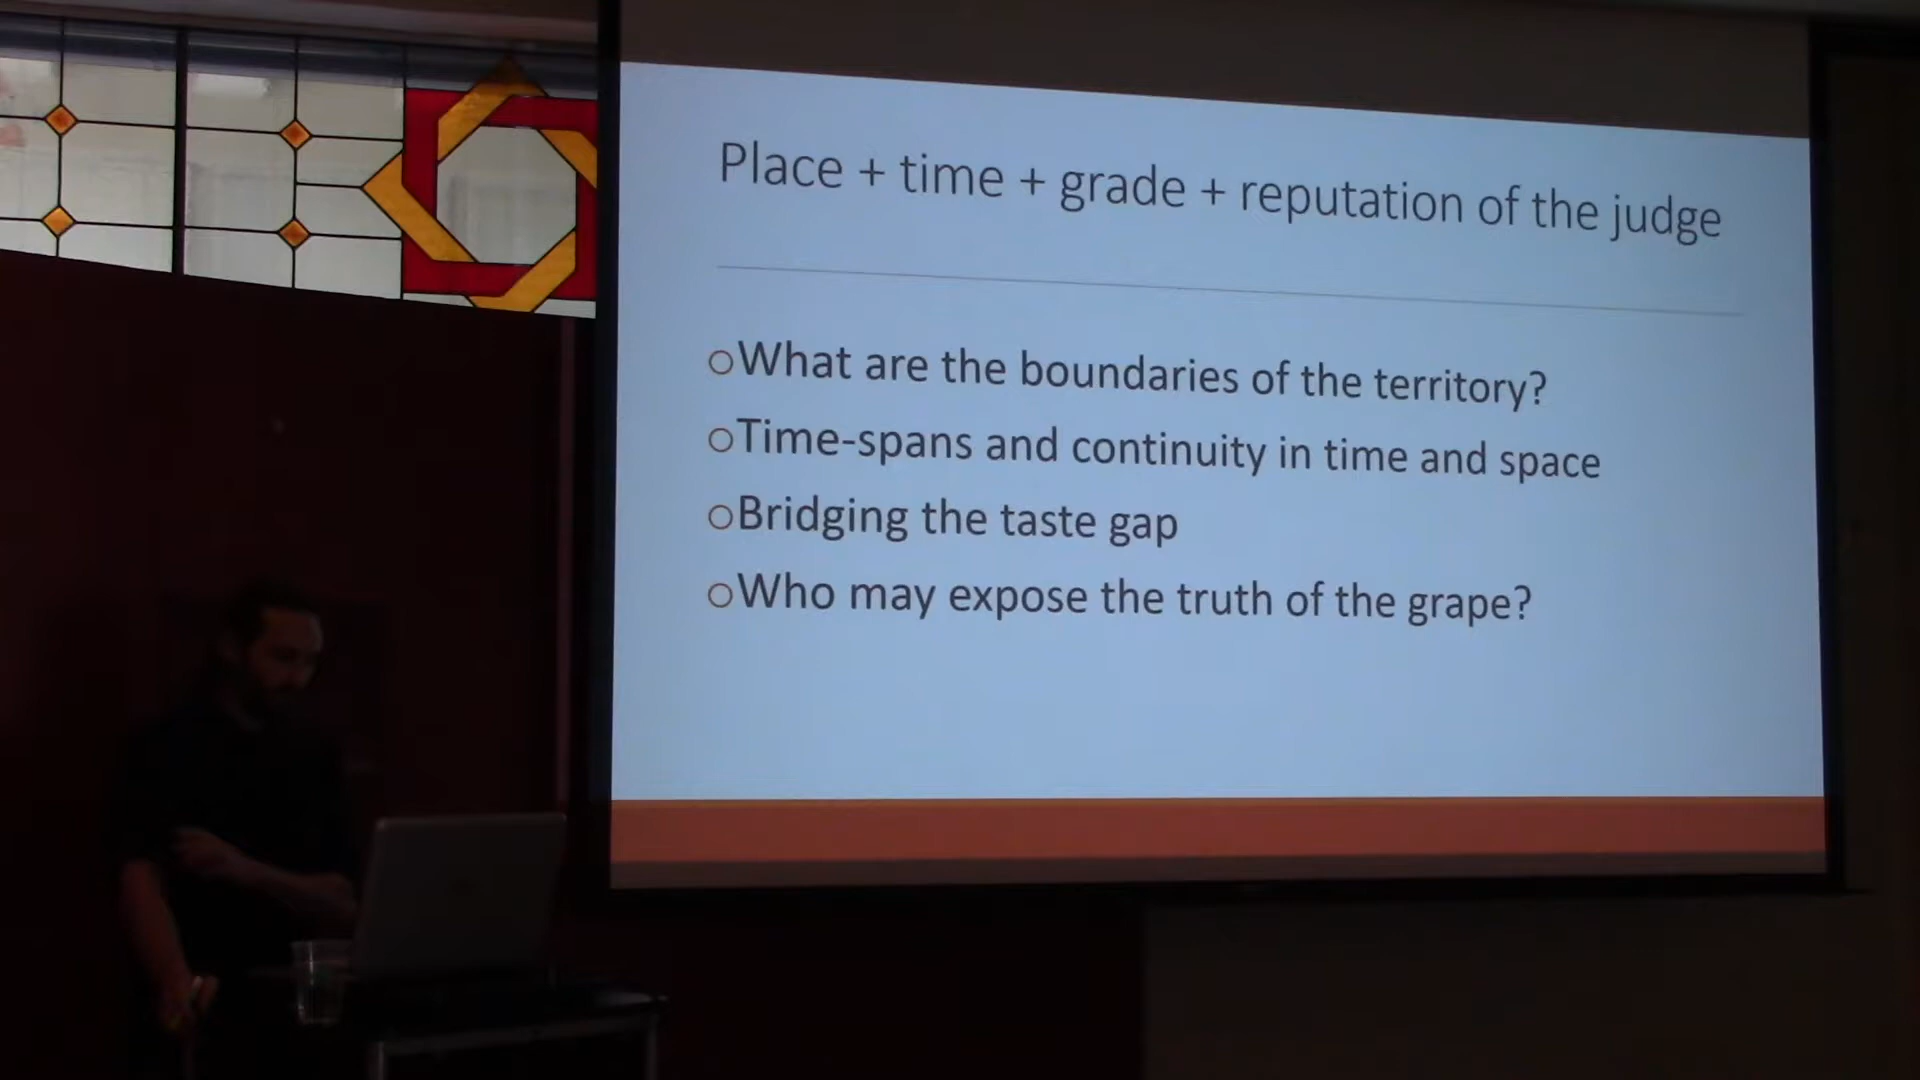 Place + time + grade + reputation of the judge
What are the boundaries of the territory?
Time-spans and continuity in time and space
Bridging the taste gap
Who may expose the truth of the grape?